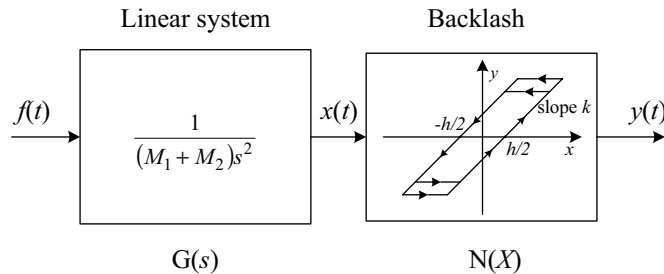 Linear system
Backlash
f(t)
1
(M₁ + M₂)s²
x(t)
y
-h/2
slope k
h/2
x
y(t)
G(s)
N(X)